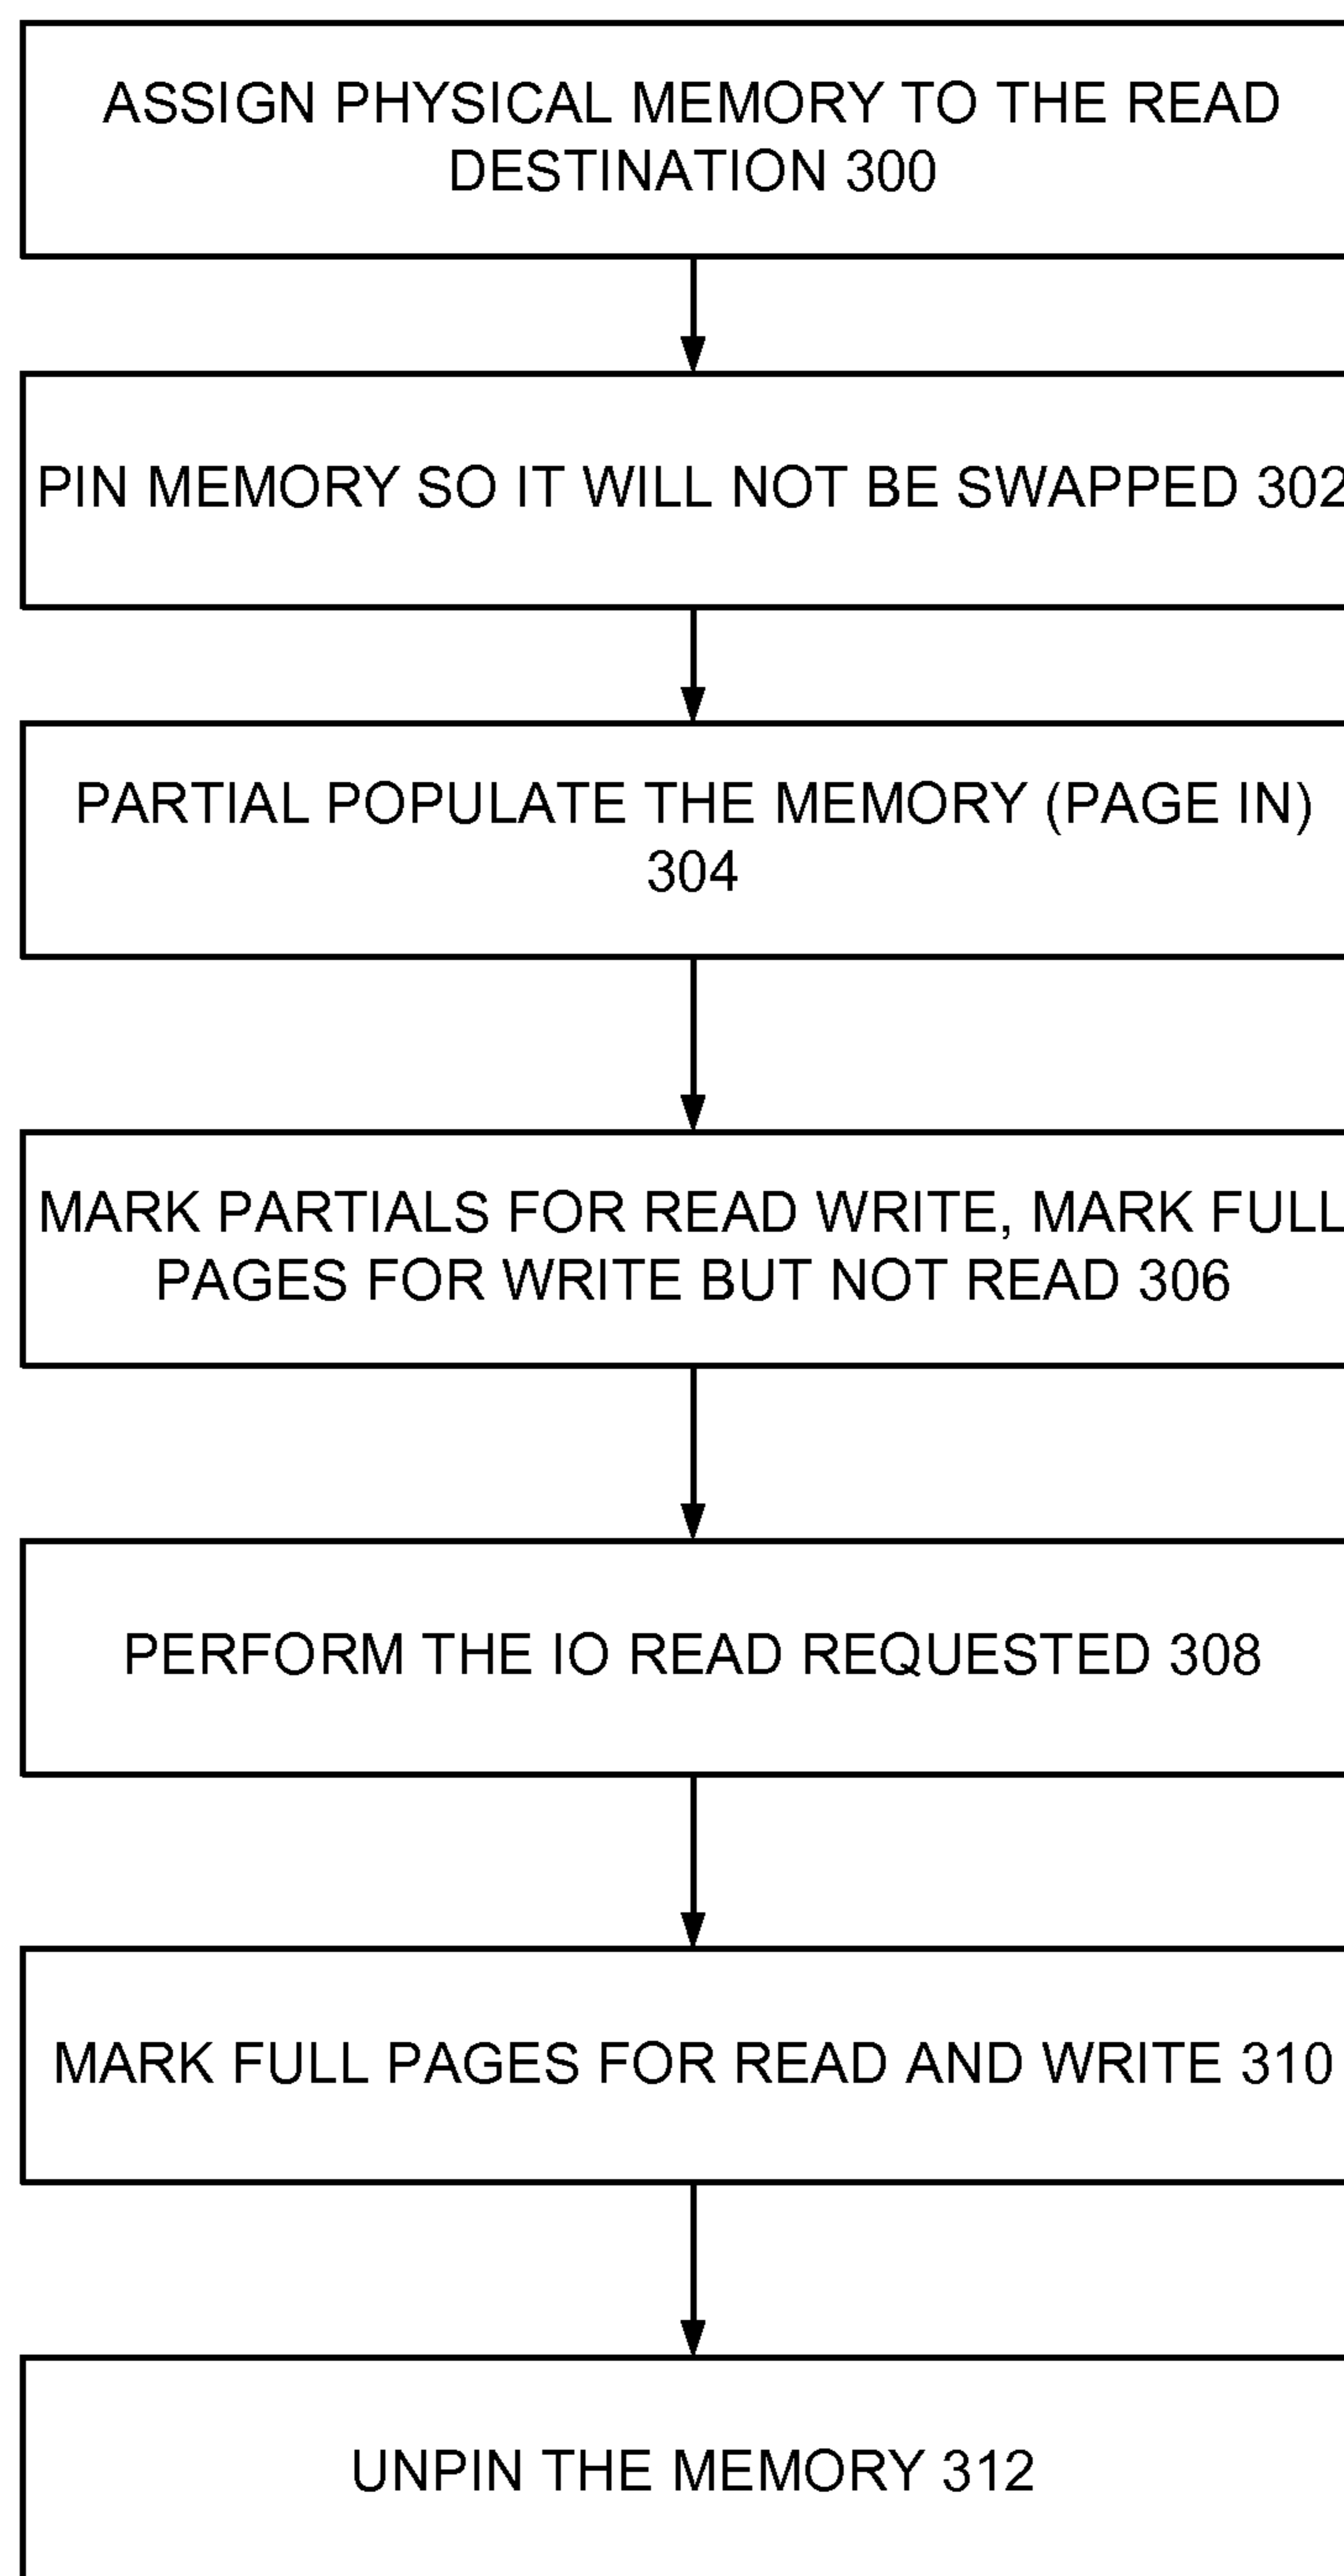 ASSIGN PHYSICAL MEMORY TO THE READ
DESTINATION 300
PIN MEMORY SO IT WILL NOT BE SWAPPED 302
PARTIAL POPULATE THE MEMORY (PAGE IN)
304
MARK PARTIALS FOR READ WRITE, MARK FULL
PAGES FOR WRITE BUT NOT READ 306
PERFORM THE IO READ REQUESTED 308
MARK FULL PAGES FOR READ AND WRITE 310
UNPIN THE MEMORY 312